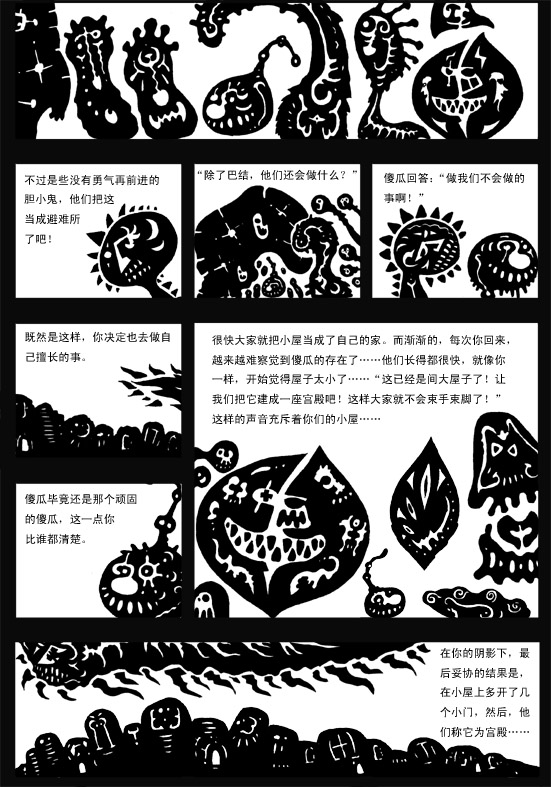 不过是些没有勇气再前进的
胆小鬼，他们把这
当成避难所
了吧！
“除了巴结，他们还会做什么？”
傻瓜回答：“做我们不会做的
事啊！”
既然是这样，你决定也去做自
己擅长的事。
很快大家就把小屋当成了自己的家。而渐渐的，每次你回来，
越来越难察觉到傻瓜的存在了……他们长得都很快，就像你
一样，开始觉得屋子太小了……“这已经是间大屋子了！让
我们把它建成一座宫殿吧！这样大家就不会束手束脚了！”
这样的声音充斥着你们的小屋……
傻瓜毕竟还是那个顽固
的傻瓜，这一点你
比谁都清楚。
在你的阴影下，最
后妥协的结果是，
在小屋上多开了几
个小门，然后，他
们称它为宫殿……